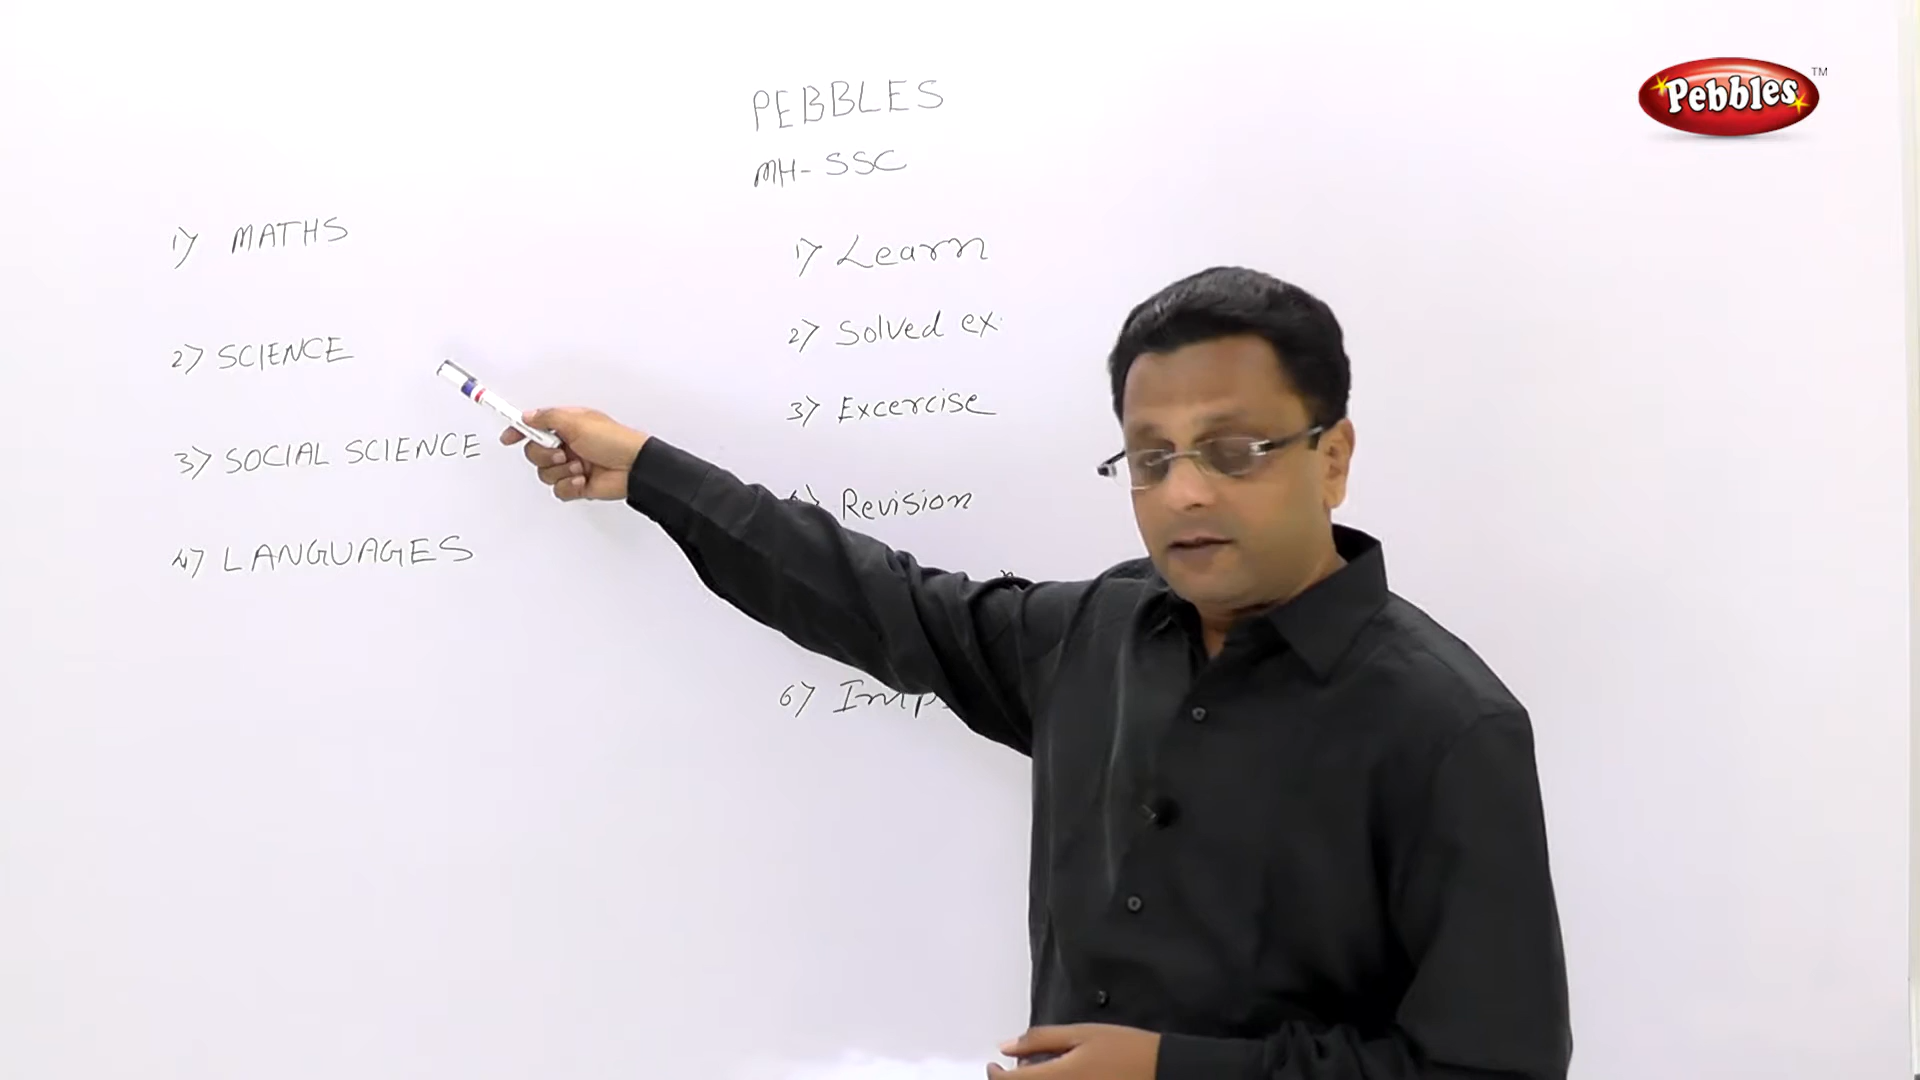 PEBBLES
MH-SSC
1) MATHS
2) SCIENCE
3) SOCIAL SCIENCE
4) LANGUAGES
1) Learn
2) Solved ex.
3) Excercise
Revision
6)
Pebbles TM